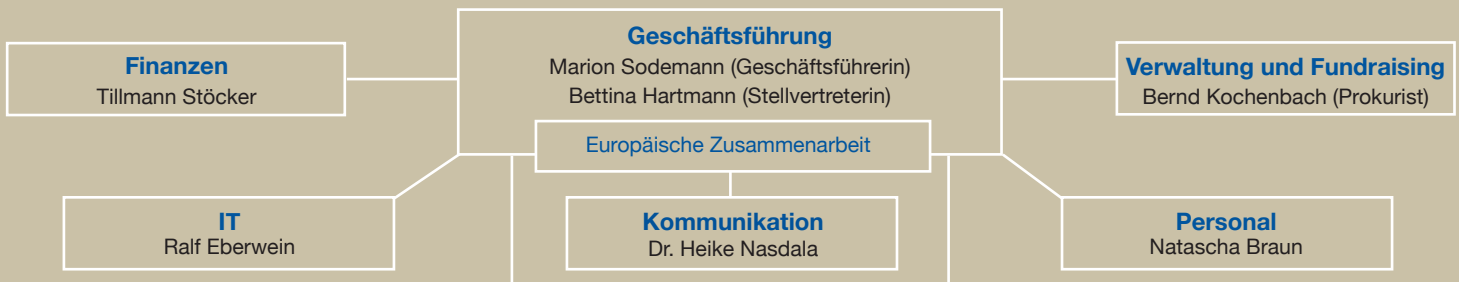 Geschäftsführung
Marion Sodemann (Geschäftsführerin)
Bettina Hartmann (Stellvertreterin)
Europäische Zusammenarbeit
Finanzen
Tillmann Stöcker
Verwaltung und Fundraising
Bernd Kochenbach (Prokurist)
IT
Ralf Eberwein
Kommunikation
Dr. Heike Nasdala
Personal
Natascha Braun